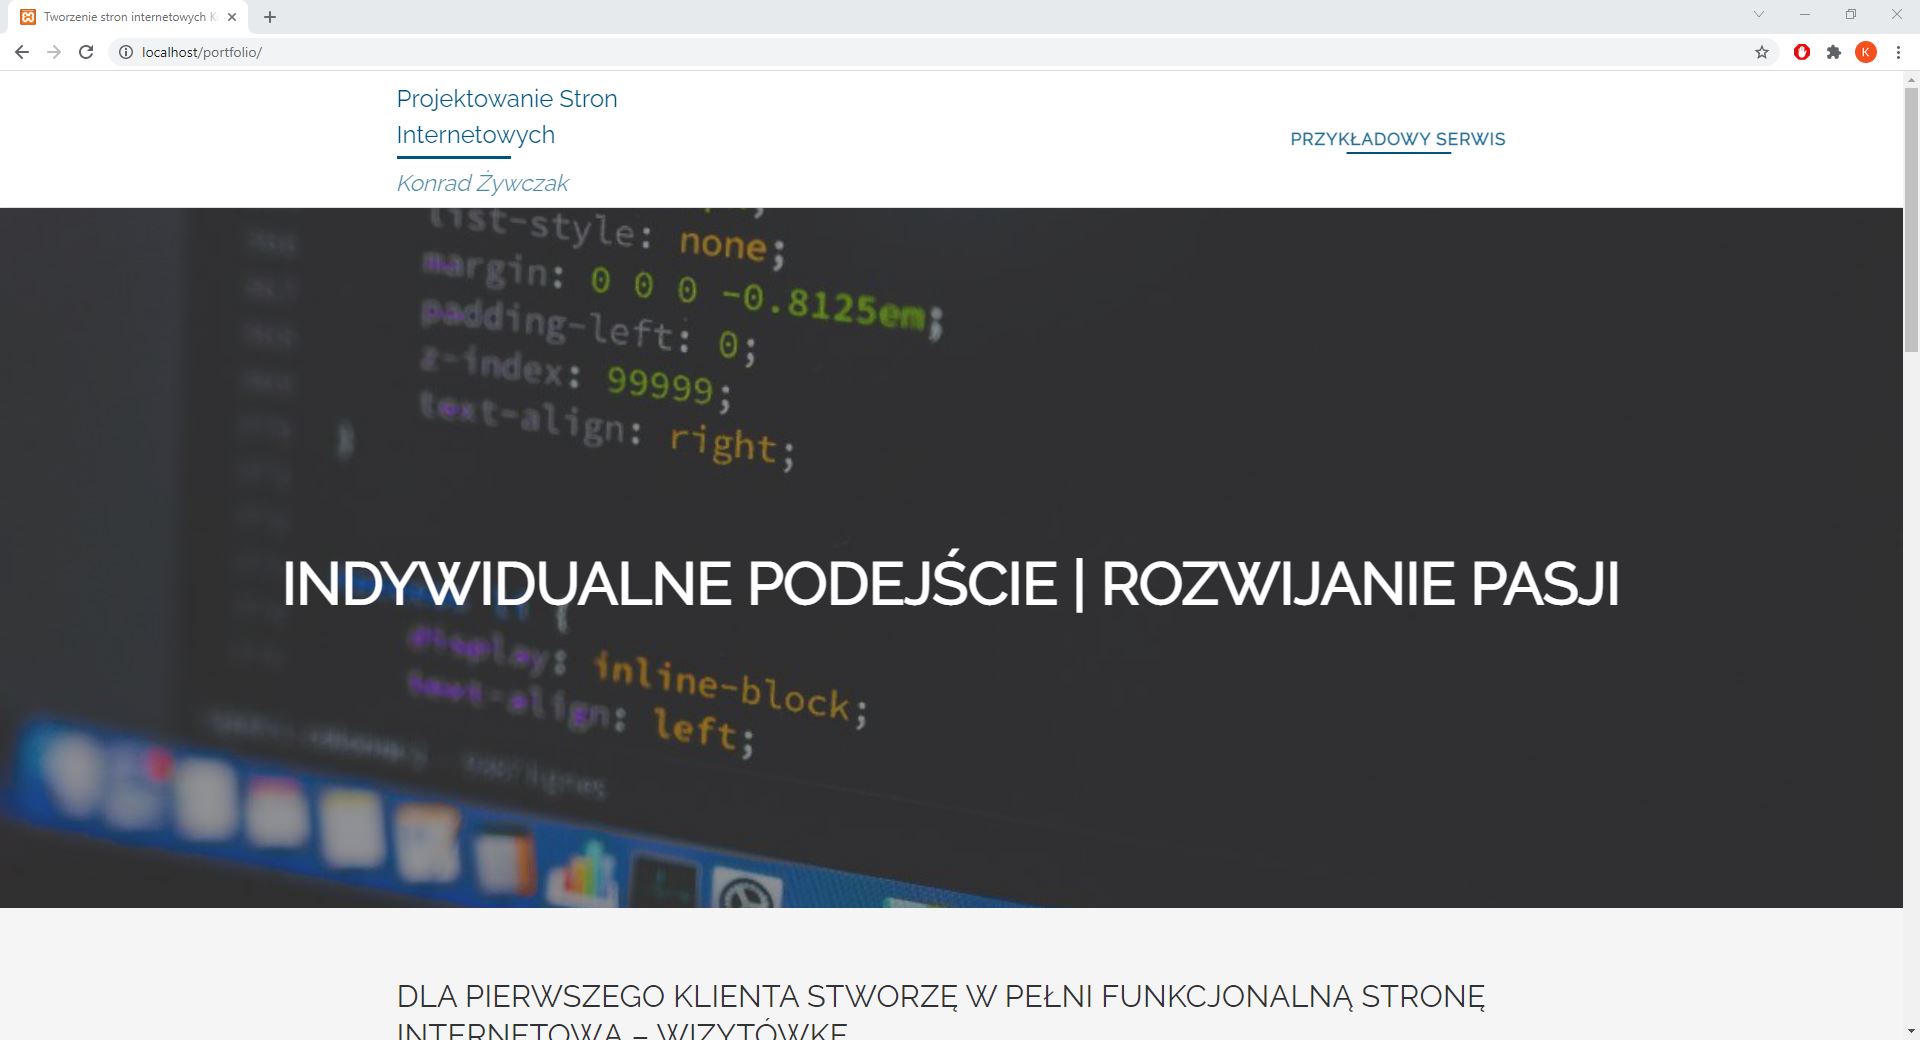 Tworzenie stron internetowych K
localhost/portfolio/
K
Projektowanie Stron
Internetowych
Konrad Żywczak
PRZYKŁADOWY SERWIS
list-style: none;
margin: 0 0 0 -0.8125em;
padding-left: 0;
z-index: 99999;
text-align: right;
}
INDYWIDUALNE PODEJŚCIE | ROZWIJANIE PASJI
{
display: inline-block;
text-align: left;
DLA PIERWSZEGO KLIENTA STWORZĘ W PEŁNI FUNKCJONALNĄ STRONĘ
INTERNETOWĄ – WIZYTÓWKĘ